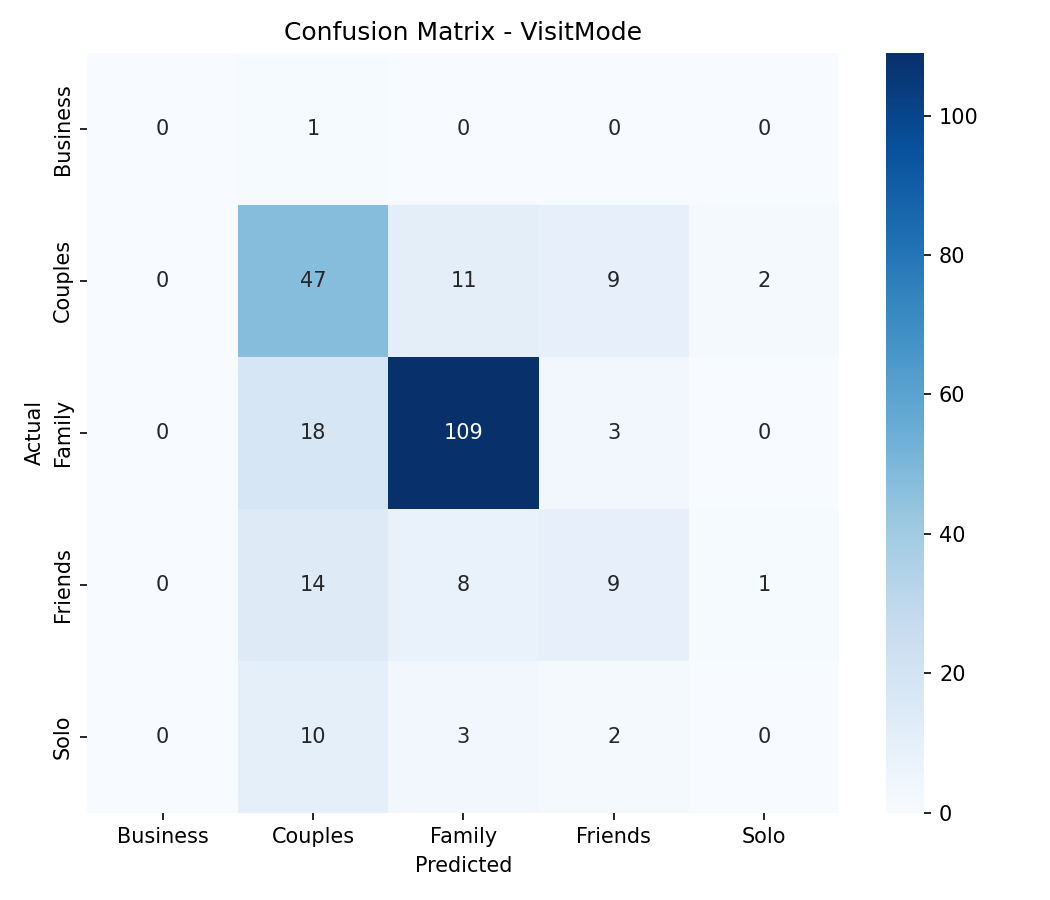 Confusion Matrix - VisitMode
Actual
Business
0 1 0 0 0
Couples
0 47 11 9 2
Family
0 18 109 3 0
Friends
0 14 8 9 1
Solo
0 10 3 2 0
Business Couples Family Friends Solo
Predicted
100
80
60
40
20
0